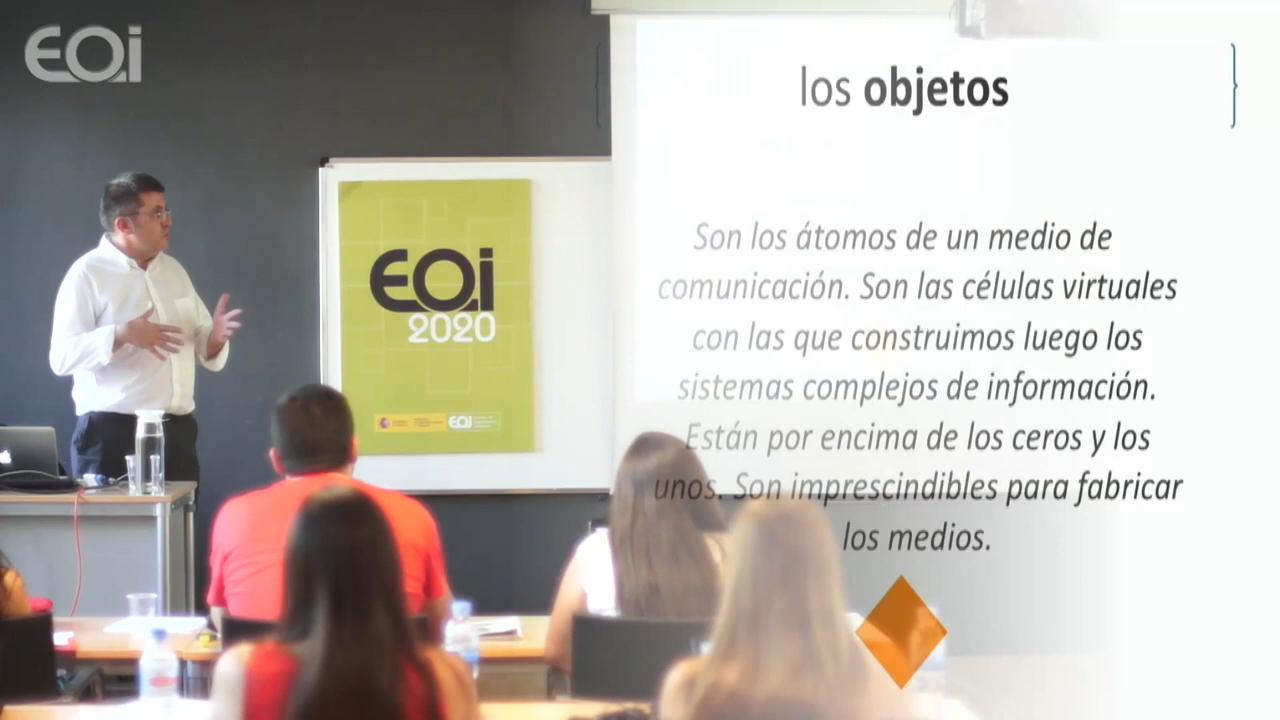 EOi
los objetos
EOi
2020
Son los átomos de un medio de
comunicación. Son las células virtuales
con las que construimos luego los
sistemas complejos de información.
Están por encima de los ceros y los
unos. Son imprescindibles para fabricar
los medios.
EOi